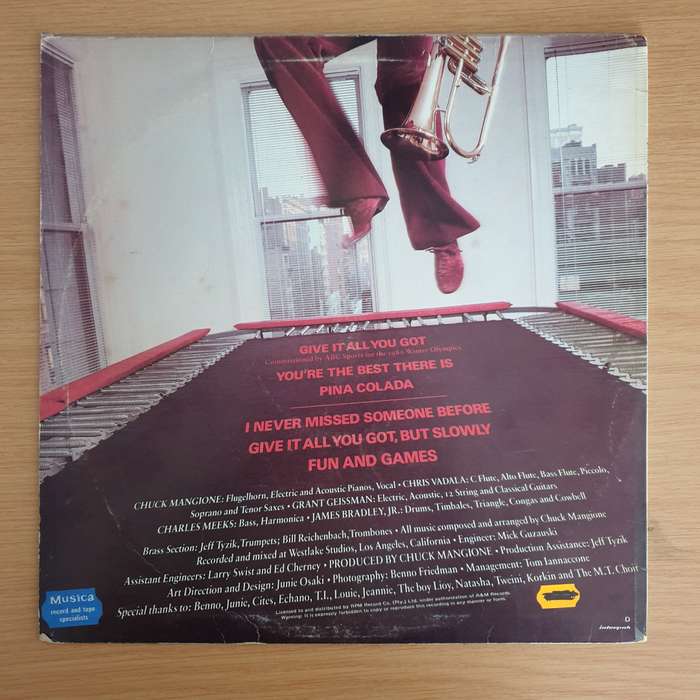 GIVE IT ALL YOU GOT
Commissioned by ABC Sports for the 1980 Winter Olympics
YOU'RE THE BEST THERE IS
PINA COLADA
I NEVER MISSED SOMEONE BEFORE
GIVE IT ALL YOU GOT, BUT SLOWLY
FUN AND GAMES
CHUCK MANGIONE: Flugelhorn, Electric and Acoustic Pianos, Vocal • CHRIS VADALA: C Flute, Alto Flute, Bass Flute, Piccolo,
Soprano and Tenor Saxes • GRANT GEISSMAN: Electric, Acoustic, 12 String and Classical Guitars
CHARLES MEEKS: Bass, Harmonica • JAMES BRADLEY, JR.: Drums, Timbales, Triangle, Congas and Cowbell
Brass Section: Jeff Tyzik, Trumpets; Bill Reichenbach, Trombones • All music composed and arranged by Chuck Mangione
Recorded and mixed at Westlake Studios, Los Angeles, California • Engineer: Mick Guzauski
Assistant Engineers: Larry Swist and Ed Cherney • PRODUCED BY CHUCK MANGIONE • Production Assistance: Jeff Tyzik
Art Direction and Design: Junie Osaki • Photography: Benno Friedman • Management: Tom Iannaccone
Special thanks to: Benno, Junie, Cites, Echano, T.I., Louie, Jeannie, The boy Lioy, Natasha, Tweini, Korkin and The M.T. Choir
Licensed to and distributed by RPM Record Co. (Pty.) Ltd. under authorization of A&M Records
Warning: It is expressly forbidden to copy or reproduce this recording in any manner or form.
Musica
record and tape
specialists
D